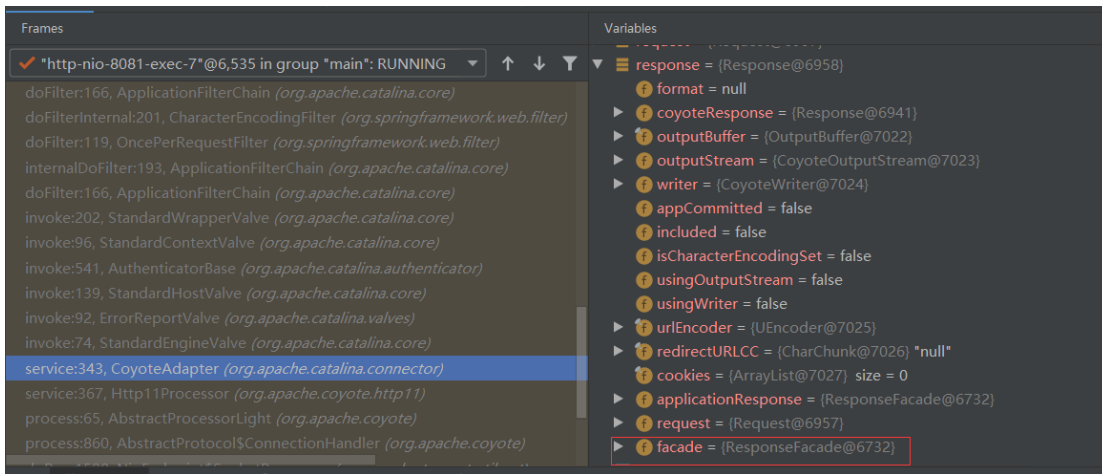 Frames
"http-nio-8081-exec-7"@6,535 in group "main": RUNNING
doFilter:166, ApplicationFilterChain (org.apache.catalina.core)
doFilterInternal:201, CharacterEncodingFilter (org.springframework.web.filter)
doFilter:119, OncePerRequestFilter (org.springframework.web.filter)
internalDoFilter:193, ApplicationFilterChain (org.apache.catalina.core)
doFilter:166, ApplicationFilterChain (org.apache.catalina.core)
invoke:202, StandardWrapperValve (org.apache.catalina.core)
invoke:96, StandardContextValve (org.apache.catalina.core)
invoke:541, AuthenticatorBase (org.apache.catalina.authenticator)
invoke:139, StandardHostValve (org.apache.catalina.core)
invoke:92, ErrorReportValve (org.apache.catalina.valves)
invoke:74, StandardEngineValve (org.apache.catalina.core)
service:343, CoyoteAdapter (org.apache.catalina.connector)
service:367, Http11Processor (org.apache.coyote.http11)
process:65, AbstractProcessorLight (org.apache.coyote)
process:860, AbstractProtocol$ConnectionHandler (org.apache.coyote)
Variables
response = {Response@6958}
f format = null
f coyoteResponse = {Response@6941}
f outputBuffer = {OutputBuffer@7022}
f outputStream = {CoyoteOutputStream@7023}
f writer = {CoyoteWriter@7024}
f appCommitted = false
f included = false
f isCharacterEncodingSet = false
f usingOutputStream = false
f usingWriter = false
f urlEncoder = {UEncoder@7025}
f redirectURLCC = {CharChunk@7026} "null"
f cookies = {ArrayList@7027} size = 0
f applicationResponse = {ResponseFacade@6732}
f request = {Request@6957}
f facade = {ResponseFacade@6732}